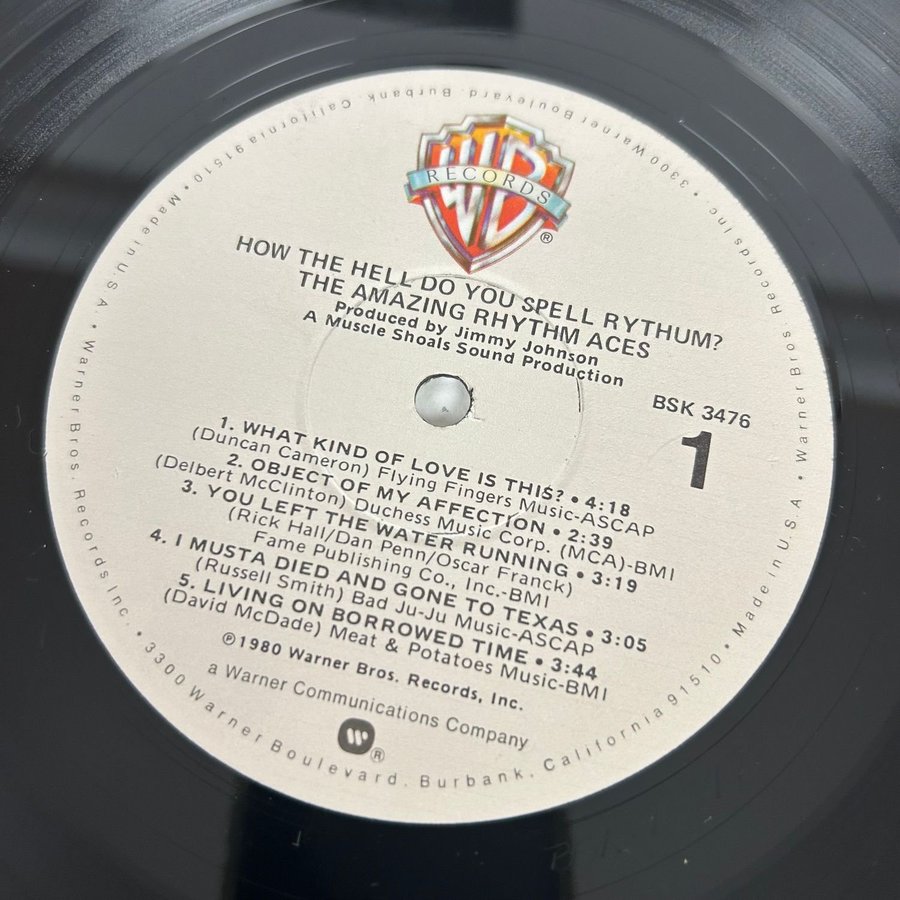 WB
RECORDS
®
HOW THE HELL DO YOU SPELL RYTHUM?
THE AMAZING RHYTHM ACES
Produced by Jimmy Johnson
A Muscle Shoals Sound Production
BSK 3476
1
1. WHAT KIND OF LOVE IS THIS? • 4:18
(Duncan Cameron) Flying Fingers Music-ASCAP
2. OBJECT OF MY AFFECTION • 2:39
(Delbert McClinton) Duchess Music Corp. (MCA)-BMI
3. YOU LEFT THE WATER RUNNING • 3:19
(Rick Hall/Dan Penn/Oscar Franck)
Fame Publishing Co., Inc.-BMI
4. I MUSTA DIED AND GONE TO TEXAS • 3:05
(Russell Smith) Bad Ju-Ju Music-ASCAP
5. LIVING ON BORROWED TIME • 3:44
(David McDade) Meat & Potatoes Music-BMI
℗1980 Warner Bros. Records, Inc.
a Warner Communications Company
®
Warner Bros. Records Inc. • 3300 Warner Boulevard, Burbank, California 91510 • Made in U.S.A. • Warner Bros. Records Inc. • 3300 Warner Boulevard, Burbank, California 91510 • Made in U.S.A. •